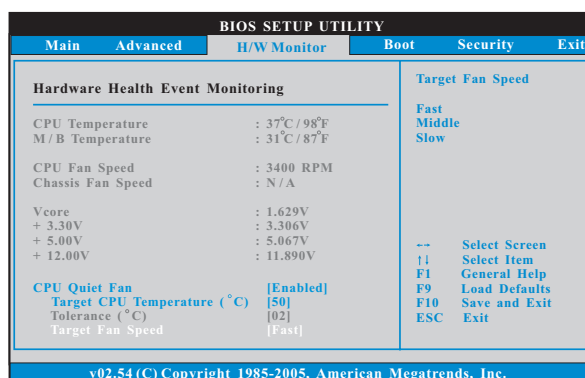 BIOS SETUP UTILITY
Main Advanced H/W Monitor Boot Security Exit
Hardware Health Event Monitoring
CPU Temperature : 37°C / 98°F
M / B Temperature : 31°C / 87°F
CPU Fan Speed : 3400 RPM
Chassis Fan Speed : N / A
Vcore : 1.629V
+ 3.30V : 3.306V
+ 5.00V : 5.067V
+ 12.00V : 11.890V
CPU Quiet Fan [Enabled]
Target CPU Temperature (°C) [50]
Tolerance (°C) [02]
Target Fan Speed [Fast]
Target Fan Speed
Fast
Middle
Slow
←→ Select Screen
↑↓ Select Item
F1 General Help
F9 Load Defaults
F10 Save and Exit
ESC Exit
v02.54 (C) Copyright 1985-2005, American Megatrends, Inc.